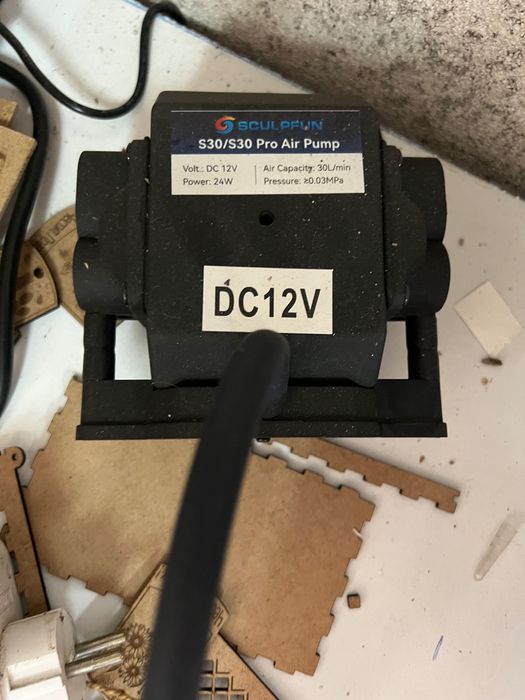 SCULPFUN
S30/S30 Pro Air Pump
Volt.: DC 12V
Power: 24W
Air Capacity: 30L/min
Pressure: ≥0.03MPa
DC12V